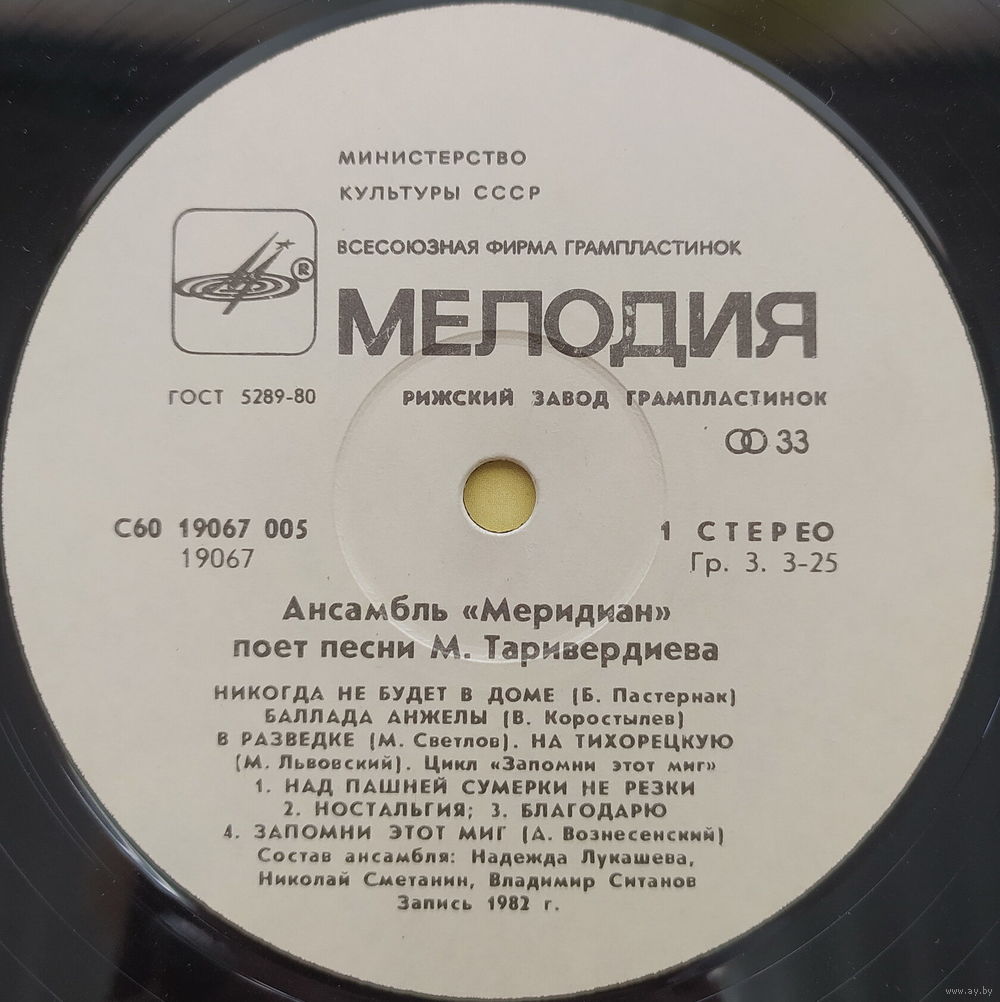 МИНИСТЕРСТВО
КУЛЬТУРЫ СССР
ВСЕСОЮЗНАЯ ФИРМА ГРАМПЛАСТИНОК
®
МЕЛОДИЯ
ГОСТ 5289-80
РИЖСКИЙ ЗАВОД ГРАМПЛАСТИНОК
33
С60 19067 005
1 СТЕРЕО
19067
Гр. 3. 3-25
Ансамбль «Меридиан»
поет песни М. Таривердиева
НИКОГДА НЕ БУДЕТ В ДОМЕ (Б. Пастернак)
БАЛЛАДА АНЖЕЛЫ (В. Коростылев)
В РАЗВЕДКЕ (М. Светлов). НА ТИХОРЕЦКУЮ
(М. Львовский). Цикл «Запомни этот миг»
1. НАД ПАШНЕЙ СУМЕРКИ НЕ РЕЗКИ
2. НОСТАЛЬГИЯ; 3. БЛАГОДАРЮ
4. ЗАПОМНИ ЭТОТ МИГ (А. Вознесенский)
Состав ансамбля: Надежда Лукашева,
Николай Сметанин, Владимир Ситанов
Запись 1982 г.
www.ay.by